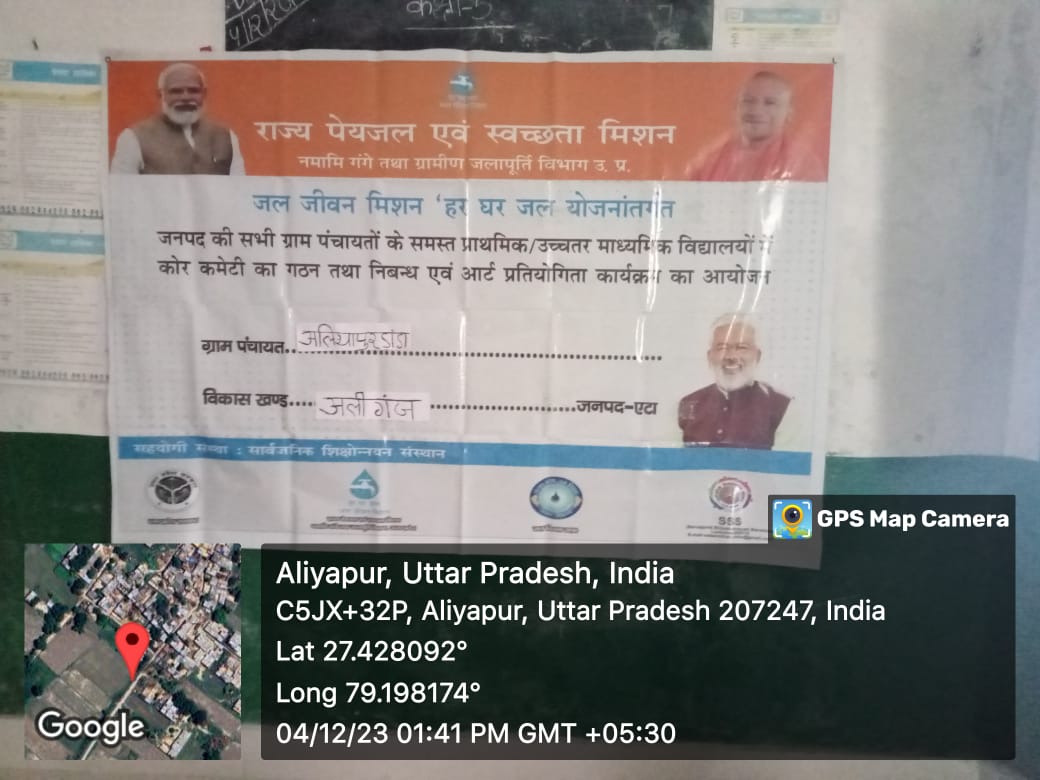 कक्षा-5
राज्य पेयजल एवं स्वच्छता मिशन
नमामि गंगे तथा ग्रामीण जलापूर्ति विभाग उ. प्र.
जल जीवन मिशन 'हर घर जल योजनांतर्गत
जनपद की सभी ग्राम पंचायतों के समस्त प्राथमिक/उच्चतर माध्यमिक विद्यालयों में
कोर कमेटी का गठन तथा निबन्ध एवं आर्ट प्रतियोगिता कार्यक्रम का आयोजन
ग्राम पंचायत.. अलियापुर डांडा
विकास खण्ड.... अलीगंज ........................जनपद-एटा
सहयोगी संस्था : सार्वजनिक शिक्षोन्नयन संस्थान
SSS
GPS Map Camera
Aliyapur, Uttar Pradesh, India
C5JX+32P, Aliyapur, Uttar Pradesh 207247, India
Lat 27.428092°
Long 79.198174°
04/12/23 01:41 PM GMT +05:30
Google